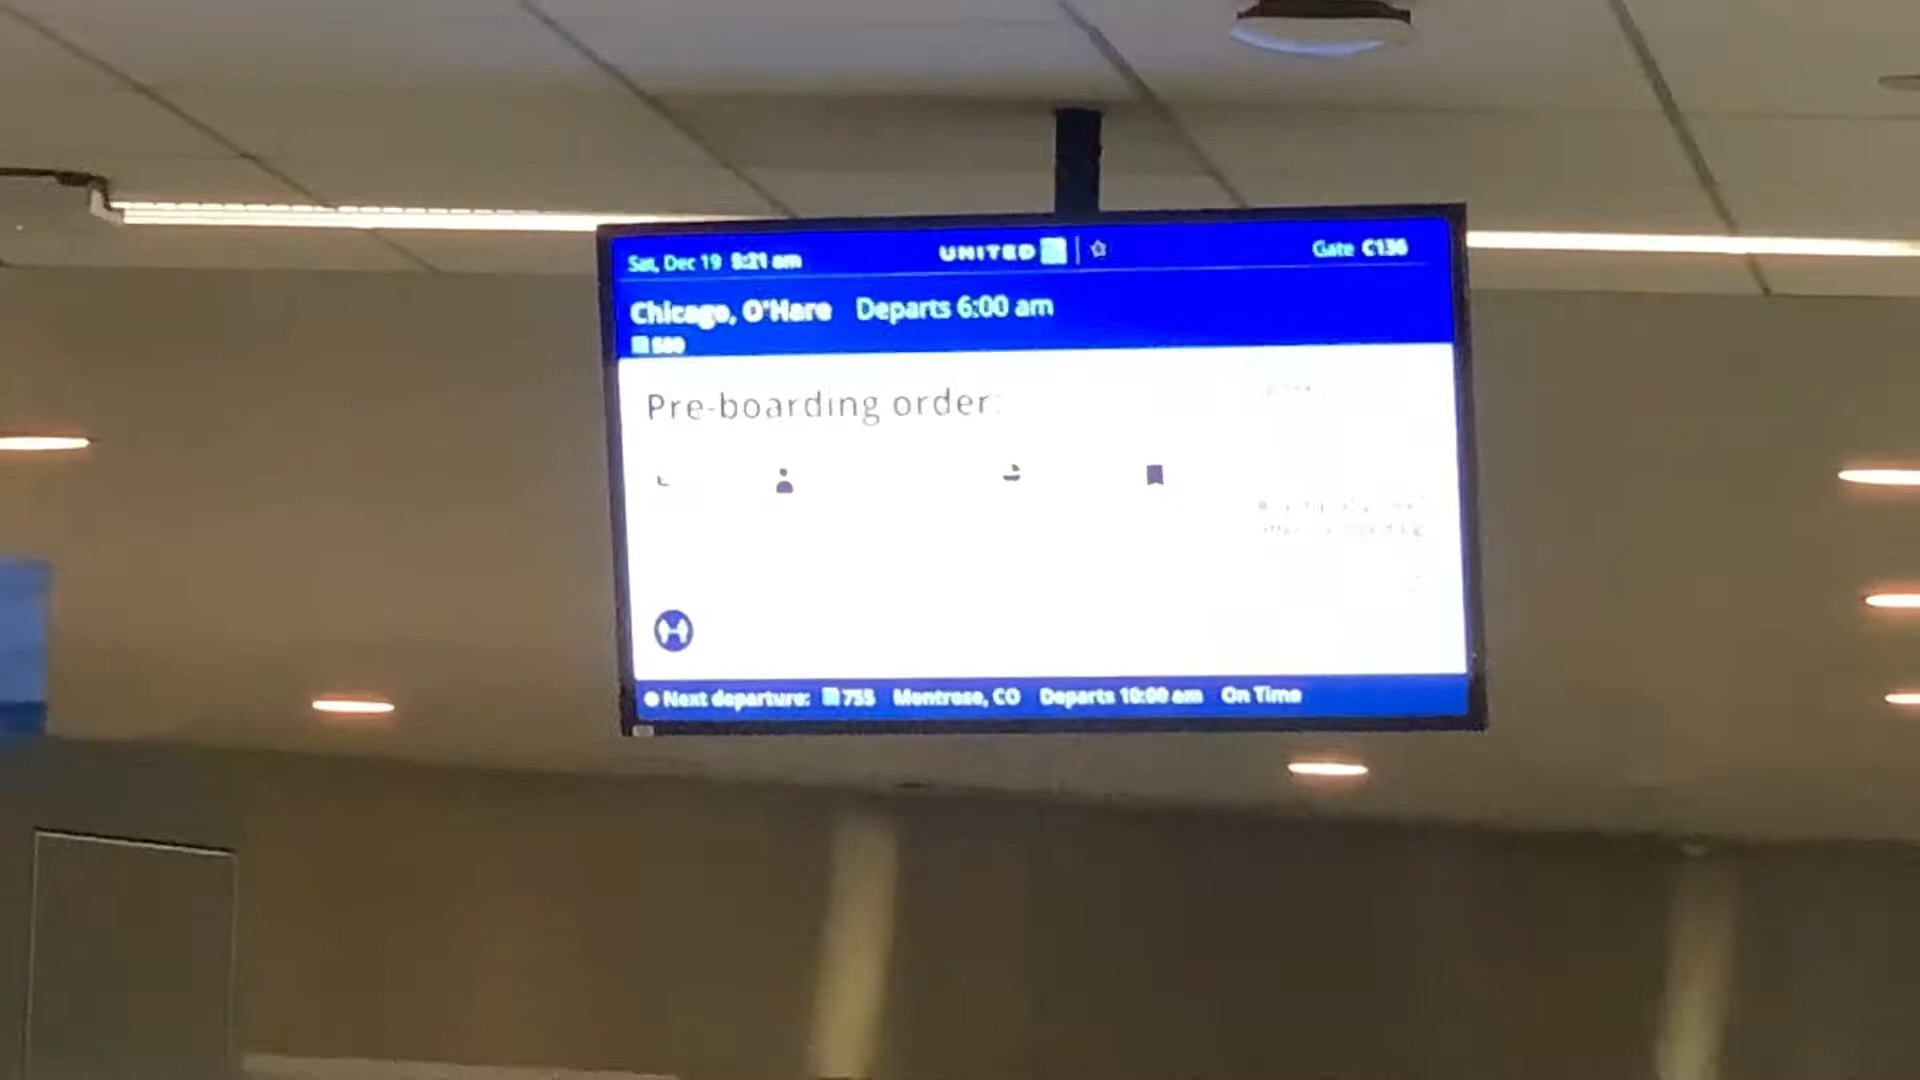 Sat, Dec 19 5:21 am
UNITED
Gate C136
Chicago, O'Hare Departs 6:00 am
Pre-boarding order:
Next departure: 755 Montrose, CO Departs 10:00 am On Time